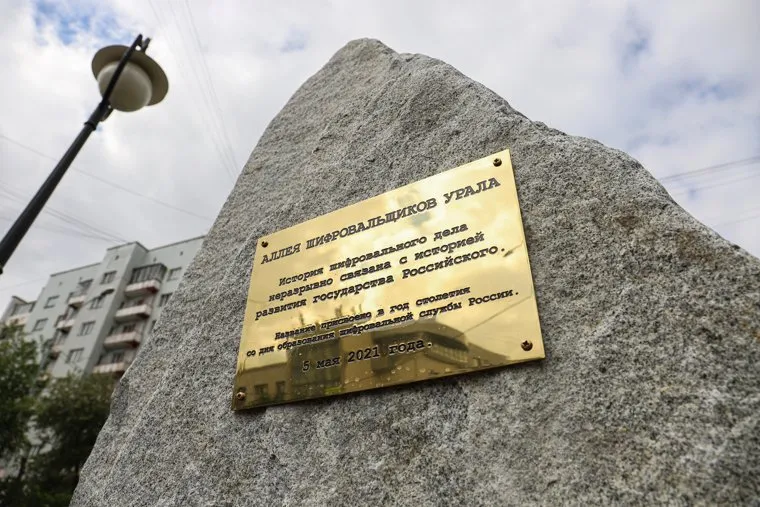 АЛЛЕЯ ШИФРОВАЛЬЩИКОВ УРАЛА
История шифровального дела
неразрывно связана с историей
развития государства Российского.
Название присвоено в год столетия
со дня образования шифровальной службы России.
5 мая 2021 года.